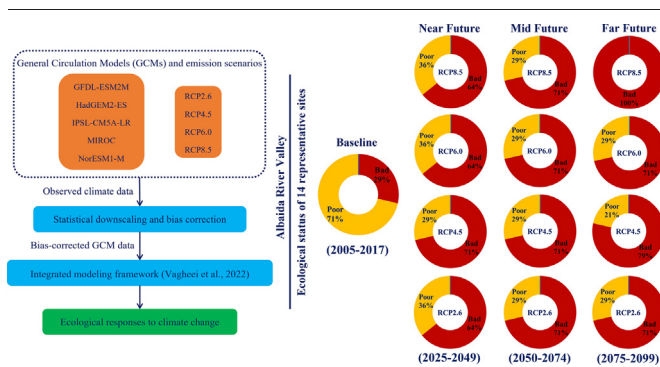 General Circulation Models (GCMs) and emission scenarios
GFDL-ESM2M
HadGEM2-ES
IPSL-CM5A-LR
MIROC
NorESM1-M
RCP2.6
RCP4.5
RCP6.0
RCP8.5
Observed climate data
Statistical downscaling and bias correction
Bias-corrected GCM data
Integrated modeling framework (Vagheei et al., 2022)
Ecological responses to climate change
Albaida River Valley
Ecological status of 14 representative sites
Baseline
Bad
29%
Poor
71%
(2005-2017)
Near Future
Mid Future
Far Future
Poor
36%
RCP8.5
Bad
64%
Poor
29%
RCP8.5
Bad
71%
RCP8.5
Bad
100%
Poor
36%
RCP6.0
Bad
64%
Poor
29%
RCP6.0
Bad
71%
Poor
29%
RCP6.0
Bad
71%
Poor
29%
RCP4.5
Bad
71%
Poor
29%
RCP4.5
Bad
71%
Poor
21%
RCP4.5
Bad
79%
Poor
36%
RCP2.6
Bad
64%
Poor
29%
RCP2.6
Bad
71%
Poor
29%
RCP2.6
Bad
71%
(2025-2049)
(2050-2074)
(2075-2099)